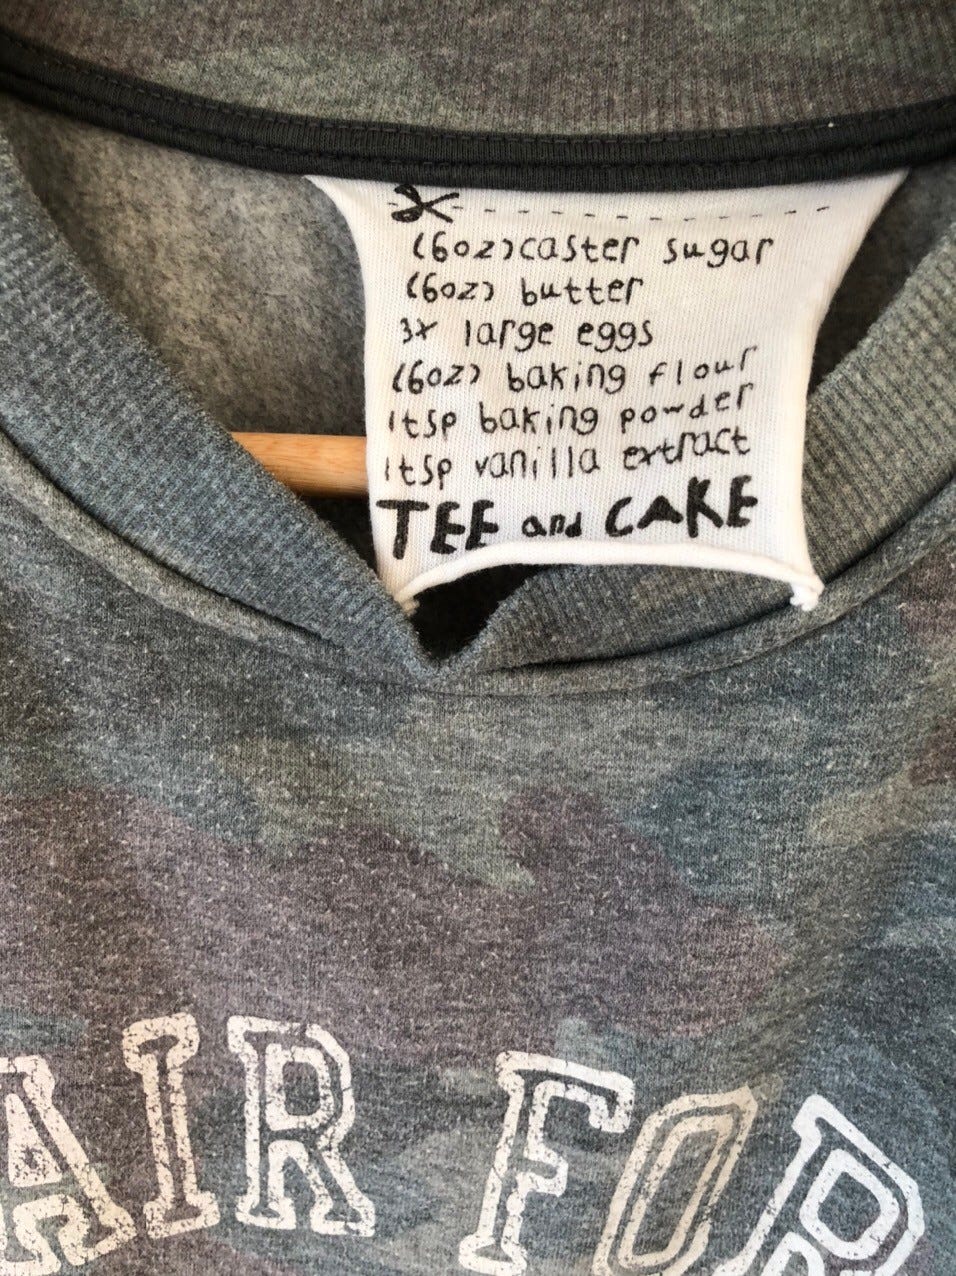 (6oz) caster sugar
(6oz) butter
3x large eggs
(6oz) baking flour
1tsp baking powder
1tsp vanilla extract
TEE and CAKE
AIR FOR